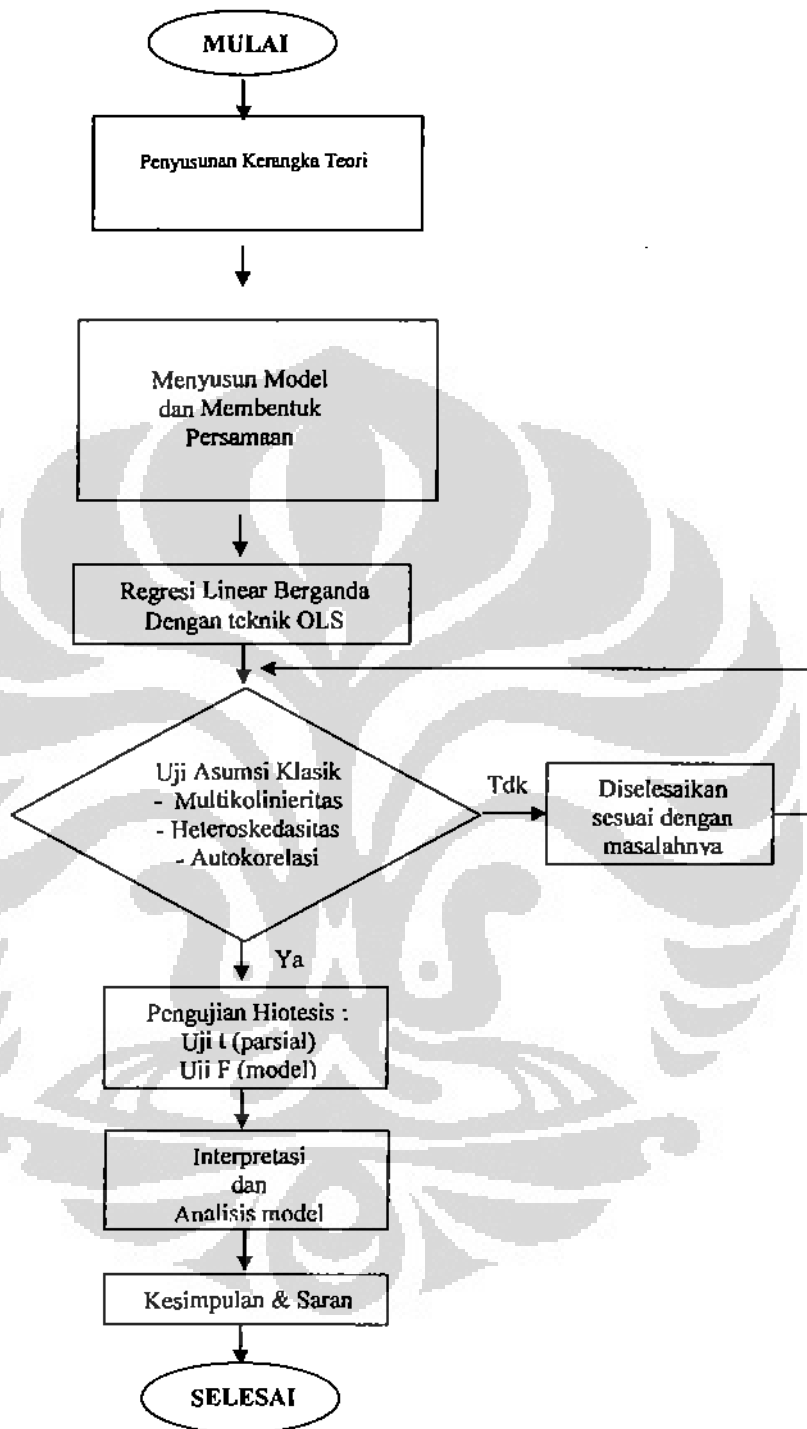 MULAI
Penyusunan Kerangka Teori
Menyusun Model
dan Membentuk
Persamaan
Regresi Linear Berganda
Dengan teknik OLS
Uji Asumsi Klasik
- Multikolinieritas
- Heteroskedasitas
- Autokorelasi
Tdk
Diselesaikan
sesuai dengan
masalahnya
Ya
Pengujian Hiotesis :
Uji t (parsial)
Uji F (model)
Interpretasi
dan
Analisis model
Kesimpulan & Saran
SELESAI